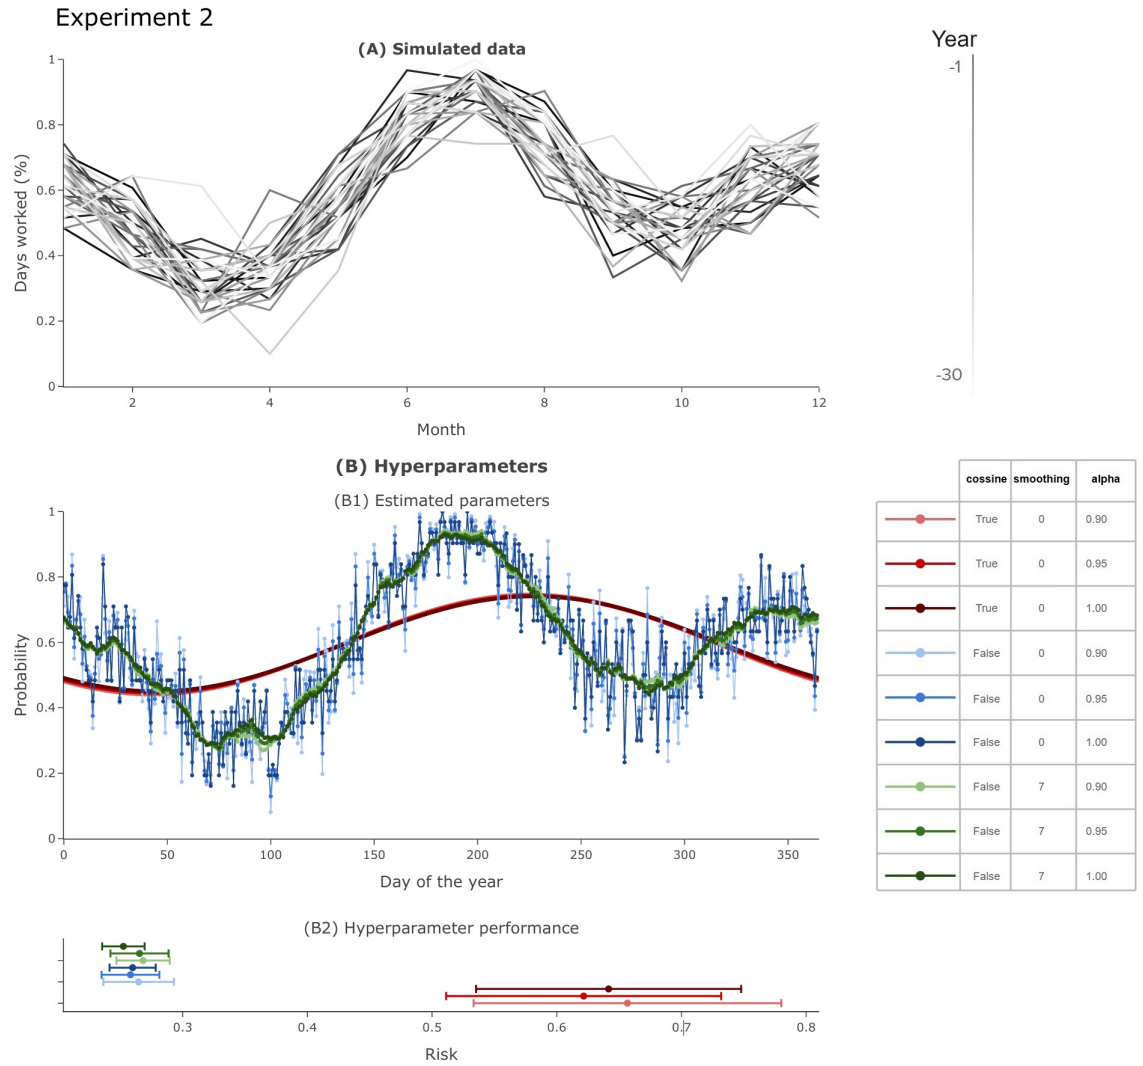 Experiment 2
(A) Simulated data
Year
-1
-30
1
0.8
0.6
0.4
0.2
0
Days worked (%)
2 4 6 8 10 12
Month
(B) Hyperparameters
(B1) Estimated parameters
1
0.8
0.6
0.4
0.2
0
Probability
0 50 100 150 200 250 300 350
Day of the year
cossine smoothing alpha
True 0 0.90
True 0 0.95
True 0 1.00
False 0 0.90
False 0 0.95
False 0 1.00
False 7 0.90
False 7 0.95
False 7 1.00
(B2) Hyperparameter performance
0.3 0.4 0.5 0.6 0.7 0.8
Risk